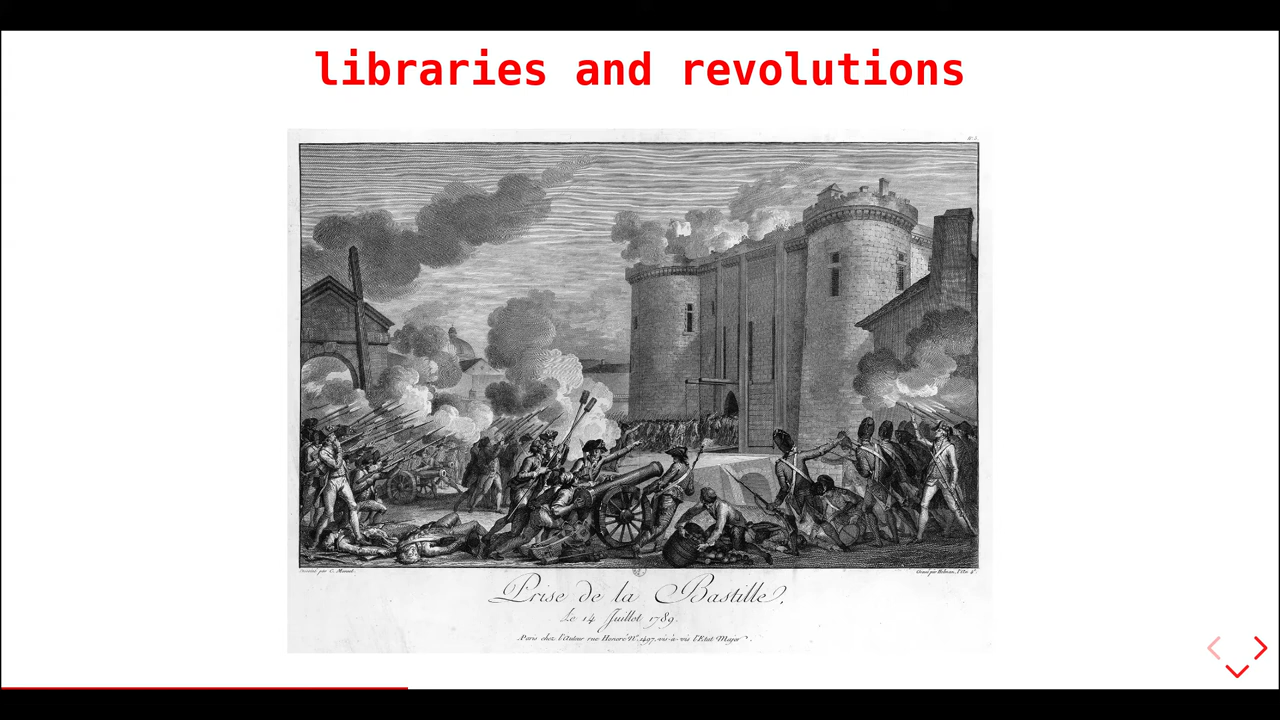 libraries and revolutions
Prise de la Bastille,
Le 14 Juillet 1789.
Paris chez l'Auteur rue Honoré N.º 1497, vis-à-vis l'Etat Major